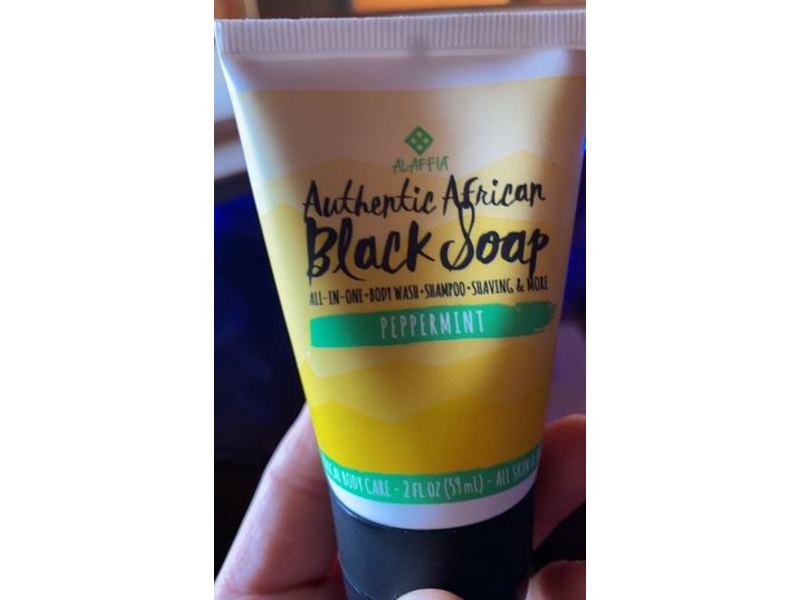 ALAFFIA
Authentic African
Black Soap
ALL-IN-ONE • BODY WASH • SHAMPOO • SHAVING & MORE
PEPPERMINT
BODY CARE - 2 FL OZ (59 mL) - ALL SKIN